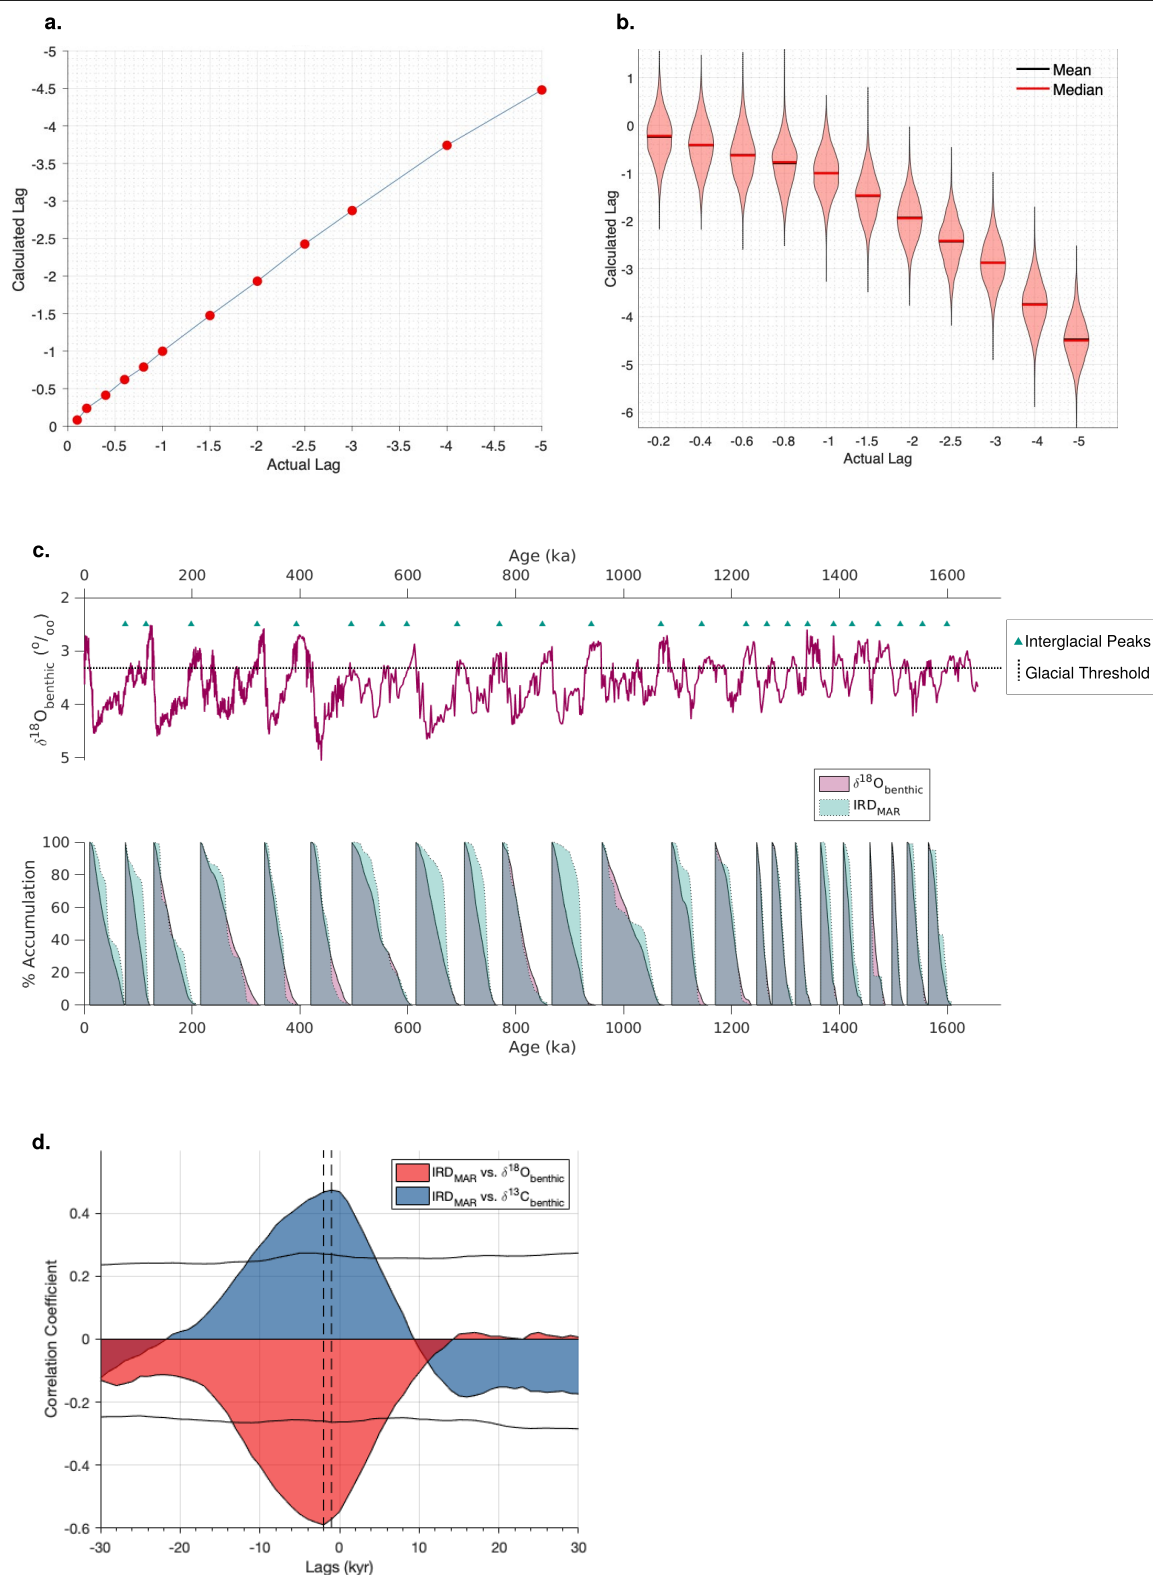 a.
-5
-4.5
-4
-3.5
-3
-2.5
-2
-1.5
-1
-0.5
0
Calculated Lag
0 -0.5 -1 -1.5 -2 -2.5 -3 -3.5 -4 -4.5 -5
Actual Lag
b.
Mean
Median
1
0
-1
-2
-3
-4
-5
-6
Calculated Lag
-0.2 -0.4 -0.6 -0.8 -1 -1.5 -2 -2.5 -3 -4 -5
Actual Lag
c.
Age (ka)
0 200 400 600 800 1000 1200 1400 1600
2
3
4
5
δ18Obenthic (0/oo)
Interglacial Peaks
Glacial Threshold
δ18Obenthic
IRDMAR
100
80
60
40
20
0
% Accumulation
0 200 400 600 800 1000 1200 1400 1600
Age (ka)
d.
IRDMAR vs. δ18Obenthic
IRDMAR vs. δ13Cbenthic
0.4
0.2
0
-0.2
-0.4
-0.6
Correlation Coefficient
-30 -20 -10 0 10 20 30
Lags (kyr)